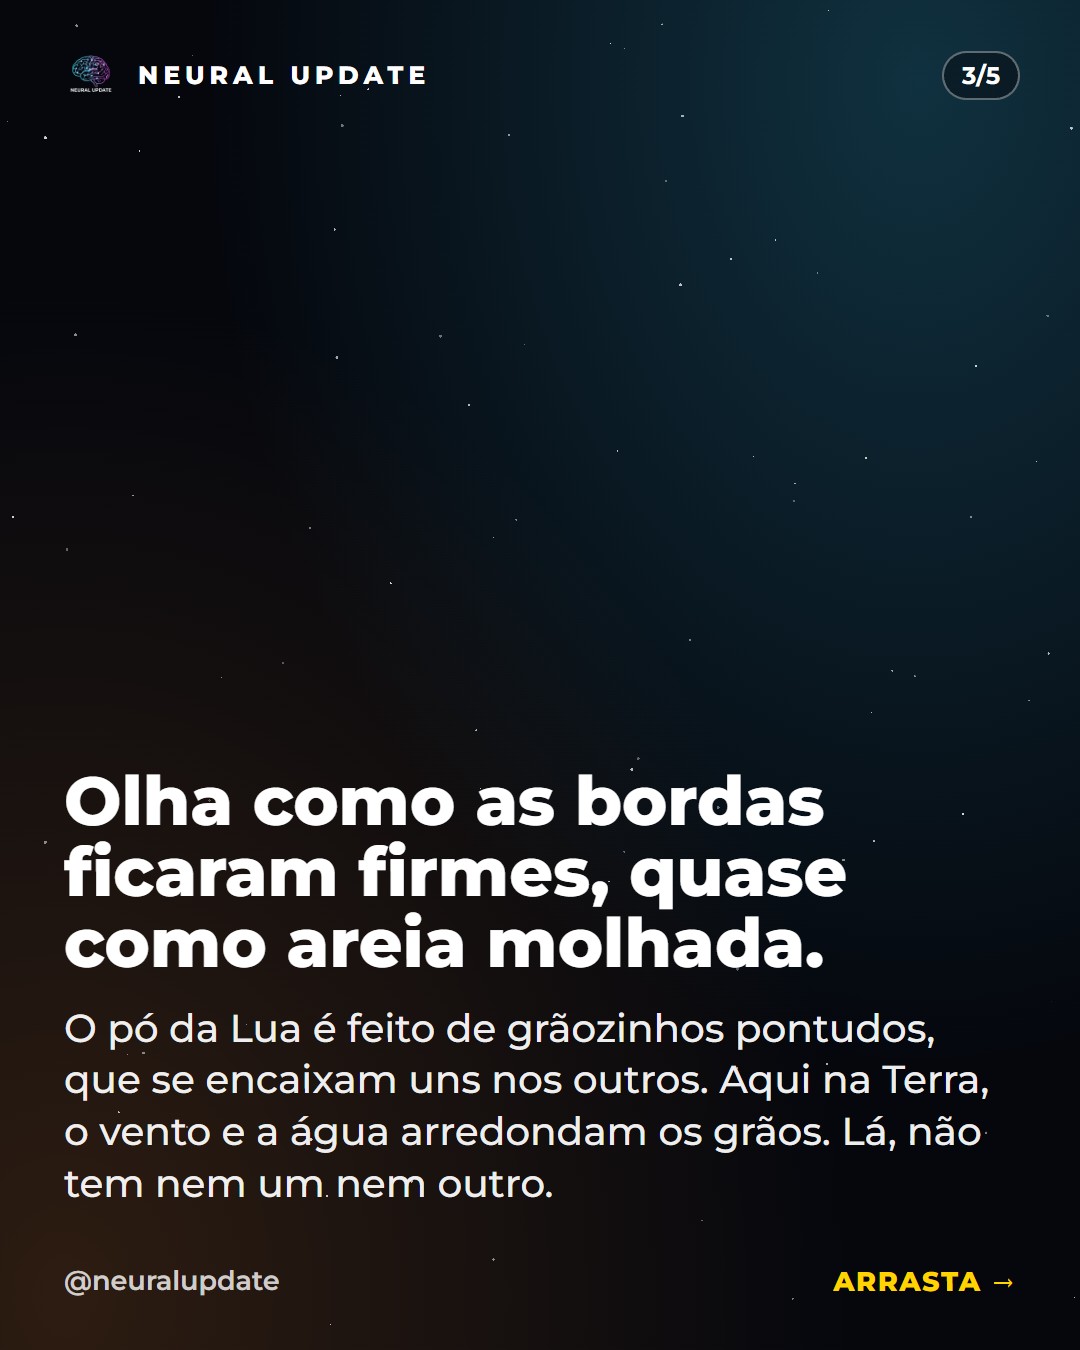 NEURAL UPDATE
NEURAL UPDATE
3/5
Olha como as bordas
ficaram firmes, quase
como areia molhada.
O pó da Lua é feito de grãozinhos pontudos,
que se encaixam uns nos outros. Aqui na Terra,
o vento e a água arredondam os grãos. Lá, não
tem nem um nem outro.
@neuralupdate
ARRASTA →